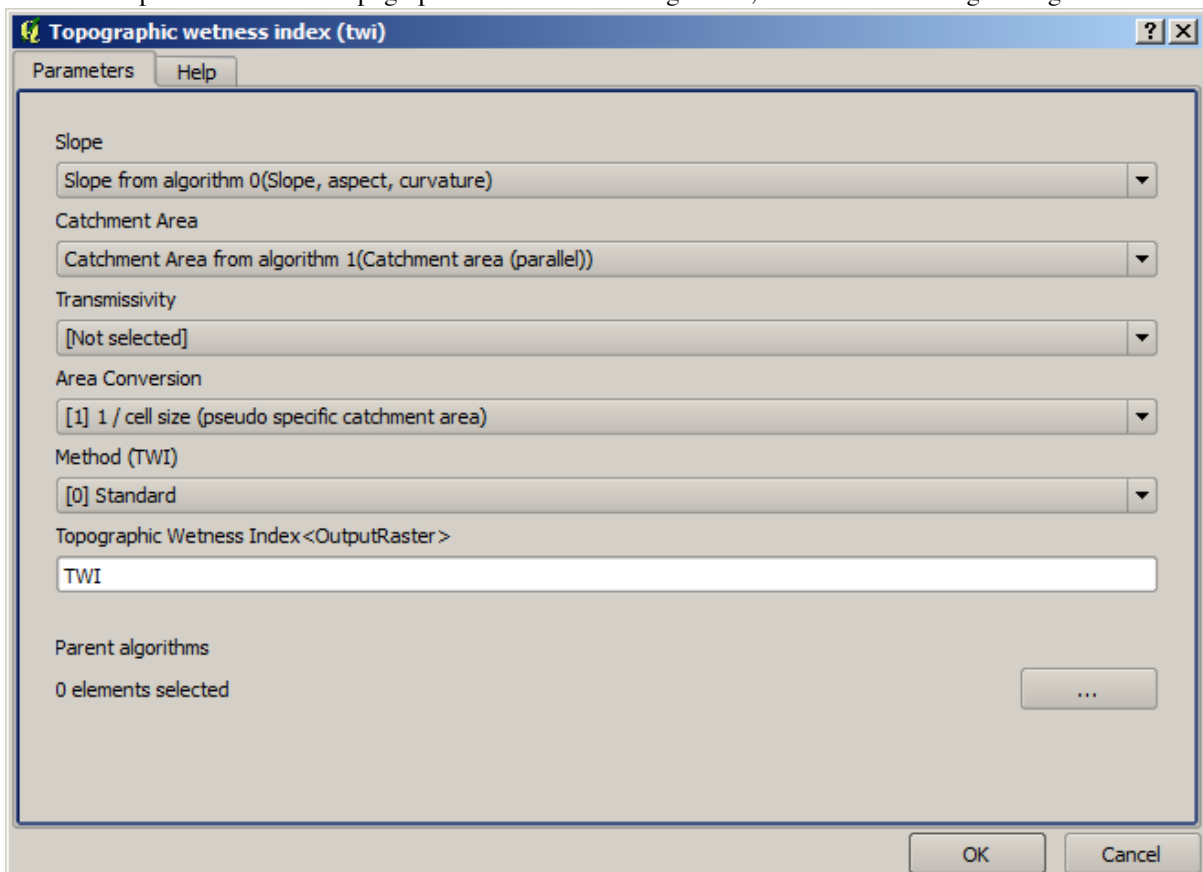 Topographic wetness index (twi)
Parameters Help
Slope
Slope from algorithm 0(Slope, aspect, curvature)
Catchment Area
Catchment Area from algorithm 1(Catchment area (parallel))
Transmissivity
[Not selected]
Area Conversion
[1] 1 / cell size (pseudo specific catchment area)
Method (TWI)
[0] Standard
Topographic Wetness Index<OutputRaster>
TWI
Parent algorithms
0 elements selected ...
OK Cancel